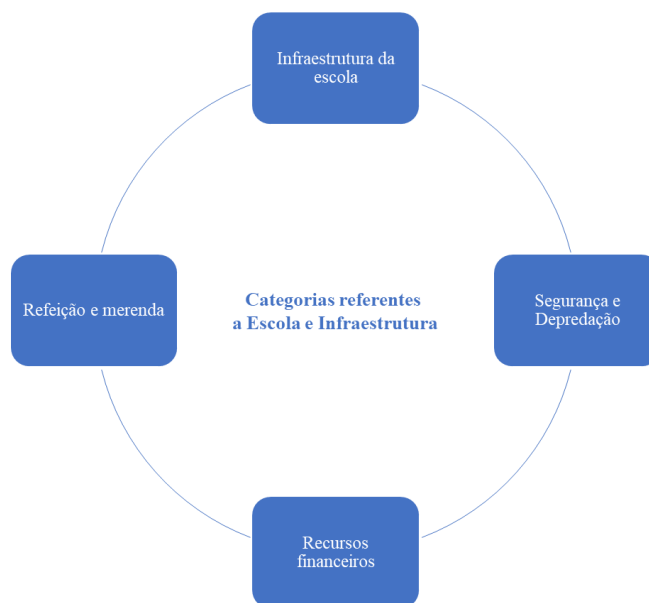 Infraestrutura da
escola
Refeição e merenda
Categorias referentes
a Escola e Infraestrutura
Segurança e
Depredação
Recursos
financeiros